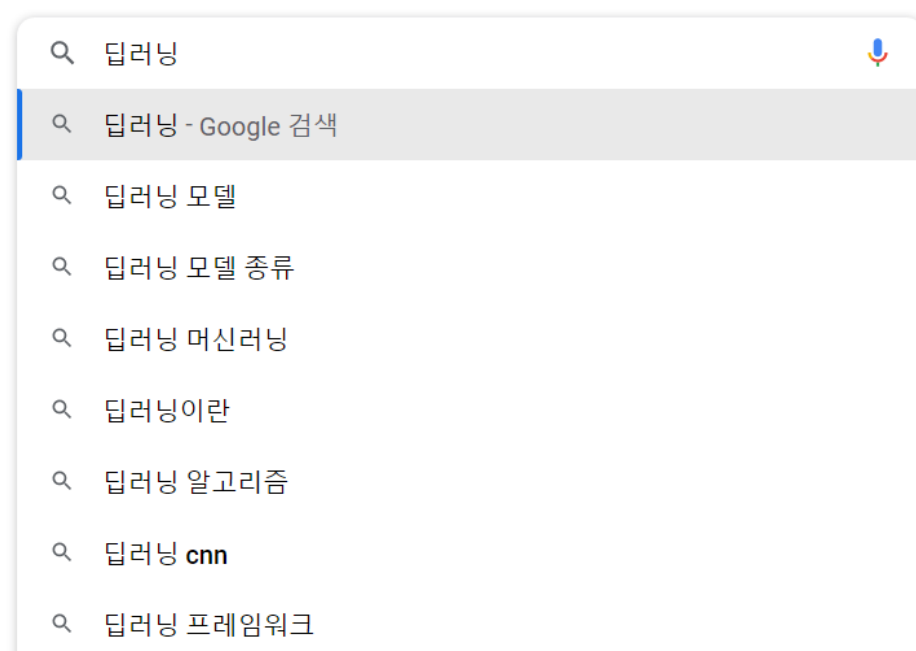 딥러닝
딥러닝 - Google 검색
딥러닝 모델
딥러닝 모델 종류
딥러닝 머신러닝
딥러닝이란
딥러닝 알고리즘
딥러닝 cnn
딥러닝 프레임워크